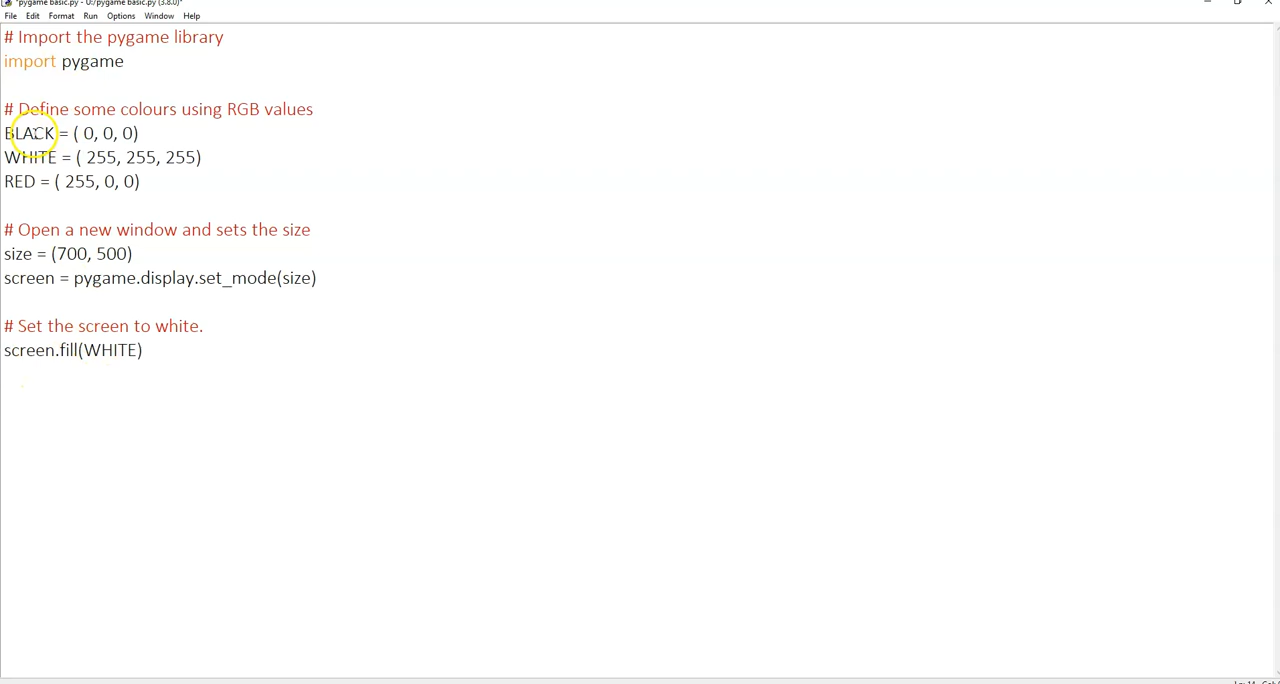 *pygame basic.py - U:/pygame basic.py (3.8.0)*
File Edit Format Run Options Window Help
# Import the pygame library
import pygame
# Define some colours using RGB values
BLACK = ( 0, 0, 0)
WHITE = ( 255, 255, 255)
RED = ( 255, 0, 0)
# Open a new window and sets the size
size = (700, 500)
screen = pygame.display.set_mode(size)
# Set the screen to white.
screen.fill(WHITE)